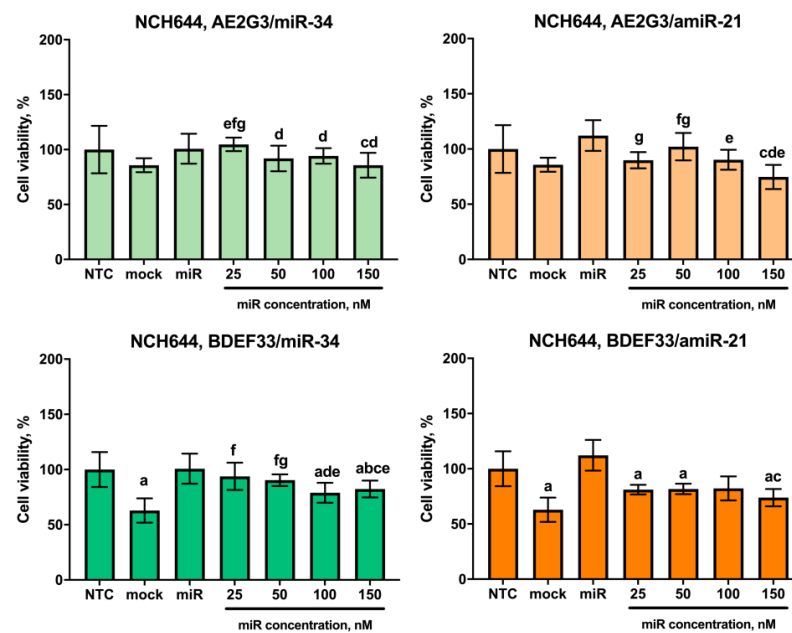 NCH644, AE2G3/miR-34
Cell viability, %
200
150
100
50
0
efg
d
d
cd
NTC mock miR 25 50 100 150
miR concentration, nM
NCH644, AE2G3/amiR-21
Cell viability, %
200
150
100
50
0
g
fg
e
cde
NTC mock miR 25 50 100 150
miR concentration, nM
NCH644, BDEF33/miR-34
Cell viability, %
200
150
100
50
0
a
f
fg
ade
abce
NTC mock miR 25 50 100 150
miR concentration, nM
NCH644, BDEF33/amiR-21
Cell viability, %
200
150
100
50
0
a
a
a
ac
NTC mock miR 25 50 100 150
miR concentration, nM